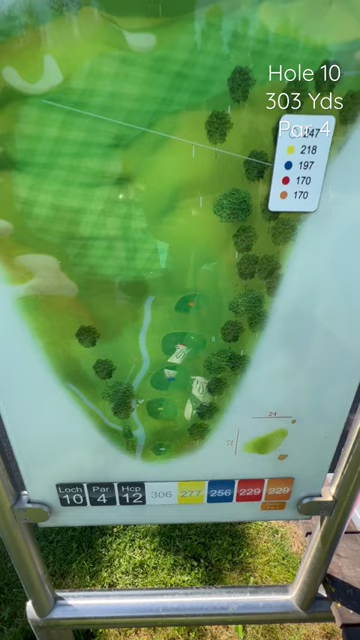 Hole 10
303 Yds
Par 4
247
218
197
170
170
24
Loch 10 Par 4 Hcp 12 306 277 256 229 229